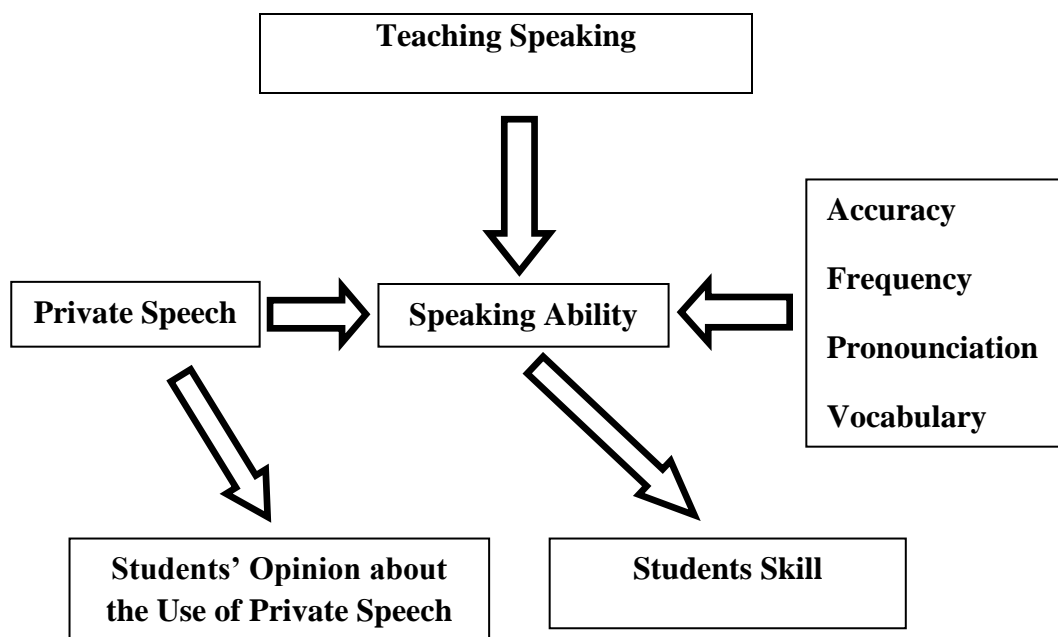 Teaching Speaking
Accuracy
Frequency
Pronounciation
Vocabulary
Private Speech
Speaking Ability
Students’ Opinion about
the Use of Private Speech
Students Skill